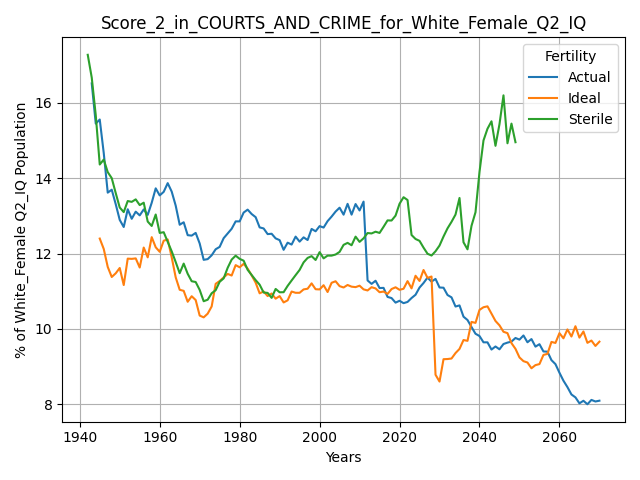 Score_2_in_COURTS_AND_CRIME_for_White_Female_Q2_IQ
% of White_Female Q2_IQ Population
16
14
12
10
8
1940
1960
1980
2000
2020
2040
2060
Years
Fertility
Actual
Ideal
Sterile